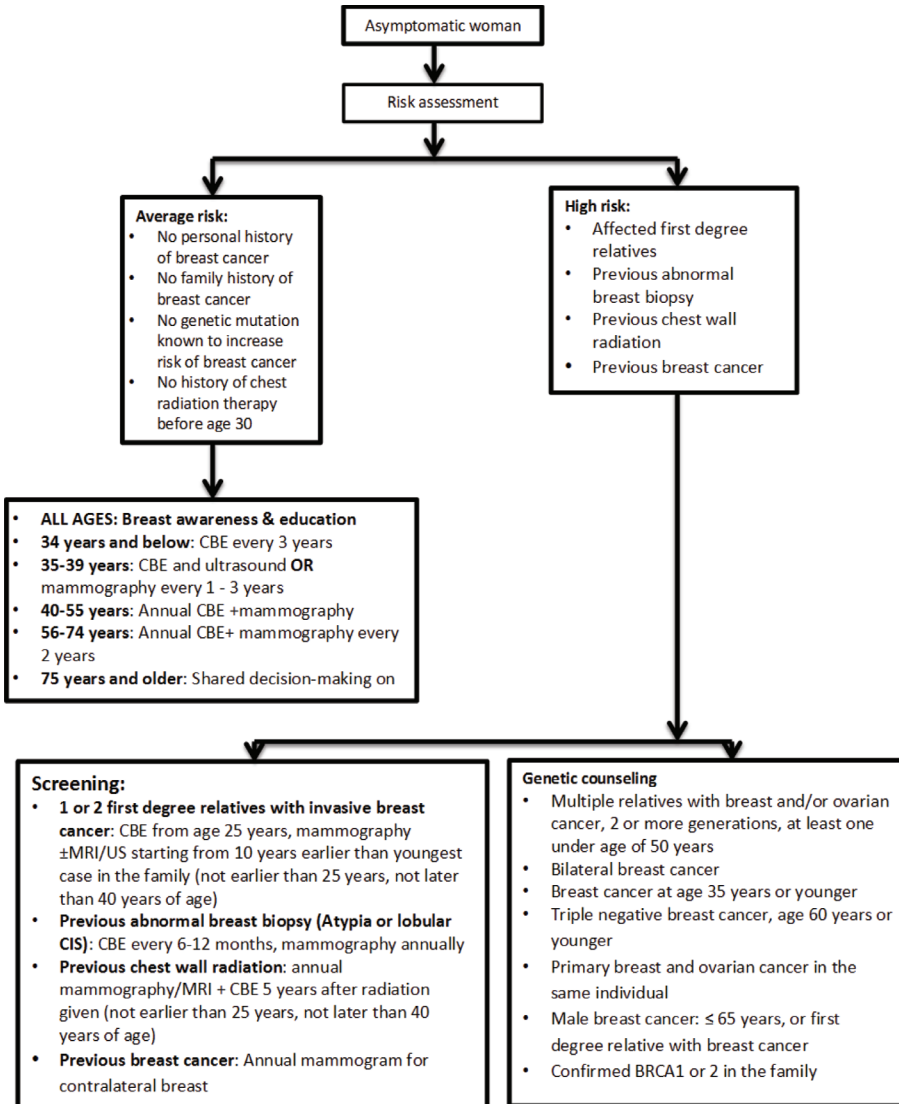 Asymptomatic woman
Risk assessment
Average risk:
• No personal history
of breast cancer
• No family history of
breast cancer
• No genetic mutation
known to increase
risk of breast cancer
• No history of chest
radiation therapy
before age 30
High risk:
• Affected first degree
relatives
• Previous abnormal
breast biopsy
• Previous chest wall
radiation
• Previous breast cancer
• ALL AGES: Breast awareness & education
• 34 years and below: CBE every 3 years
• 35-39 years: CBE and ultrasound OR
mammography every 1 - 3 years
• 40-55 years: Annual CBE +mammography
• 56-74 years: Annual CBE+ mammography every
2 years
• 75 years and older: Shared decision-making on
Screening:
• 1 or 2 first degree relatives with invasive breast
cancer: CBE from age 25 years, mammography
±MRI/US starting from 10 years earlier than youngest
case in the family (not earlier than 25 years, not later
than 40 years of age)
• Previous abnormal breast biopsy (Atypia or lobular
CIS): CBE every 6-12 months, mammography annually
• Previous chest wall radiation: annual
mammography/MRI + CBE 5 years after radiation
given (not earlier than 25 years, not later than 40
years of age)
• Previous breast cancer: Annual mammogram for
contralateral breast
Genetic counseling
• Multiple relatives with breast and/or ovarian
cancer, 2 or more generations, at least one
under age of 50 years
• Bilateral breast cancer
• Breast cancer at age 35 years or younger
• Triple negative breast cancer, age 60 years or
younger
• Primary breast and ovarian cancer in the
same individual
• Male breast cancer: ≤ 65 years, or first
degree relative with breast cancer
• Confirmed BRCA1 or 2 in the family